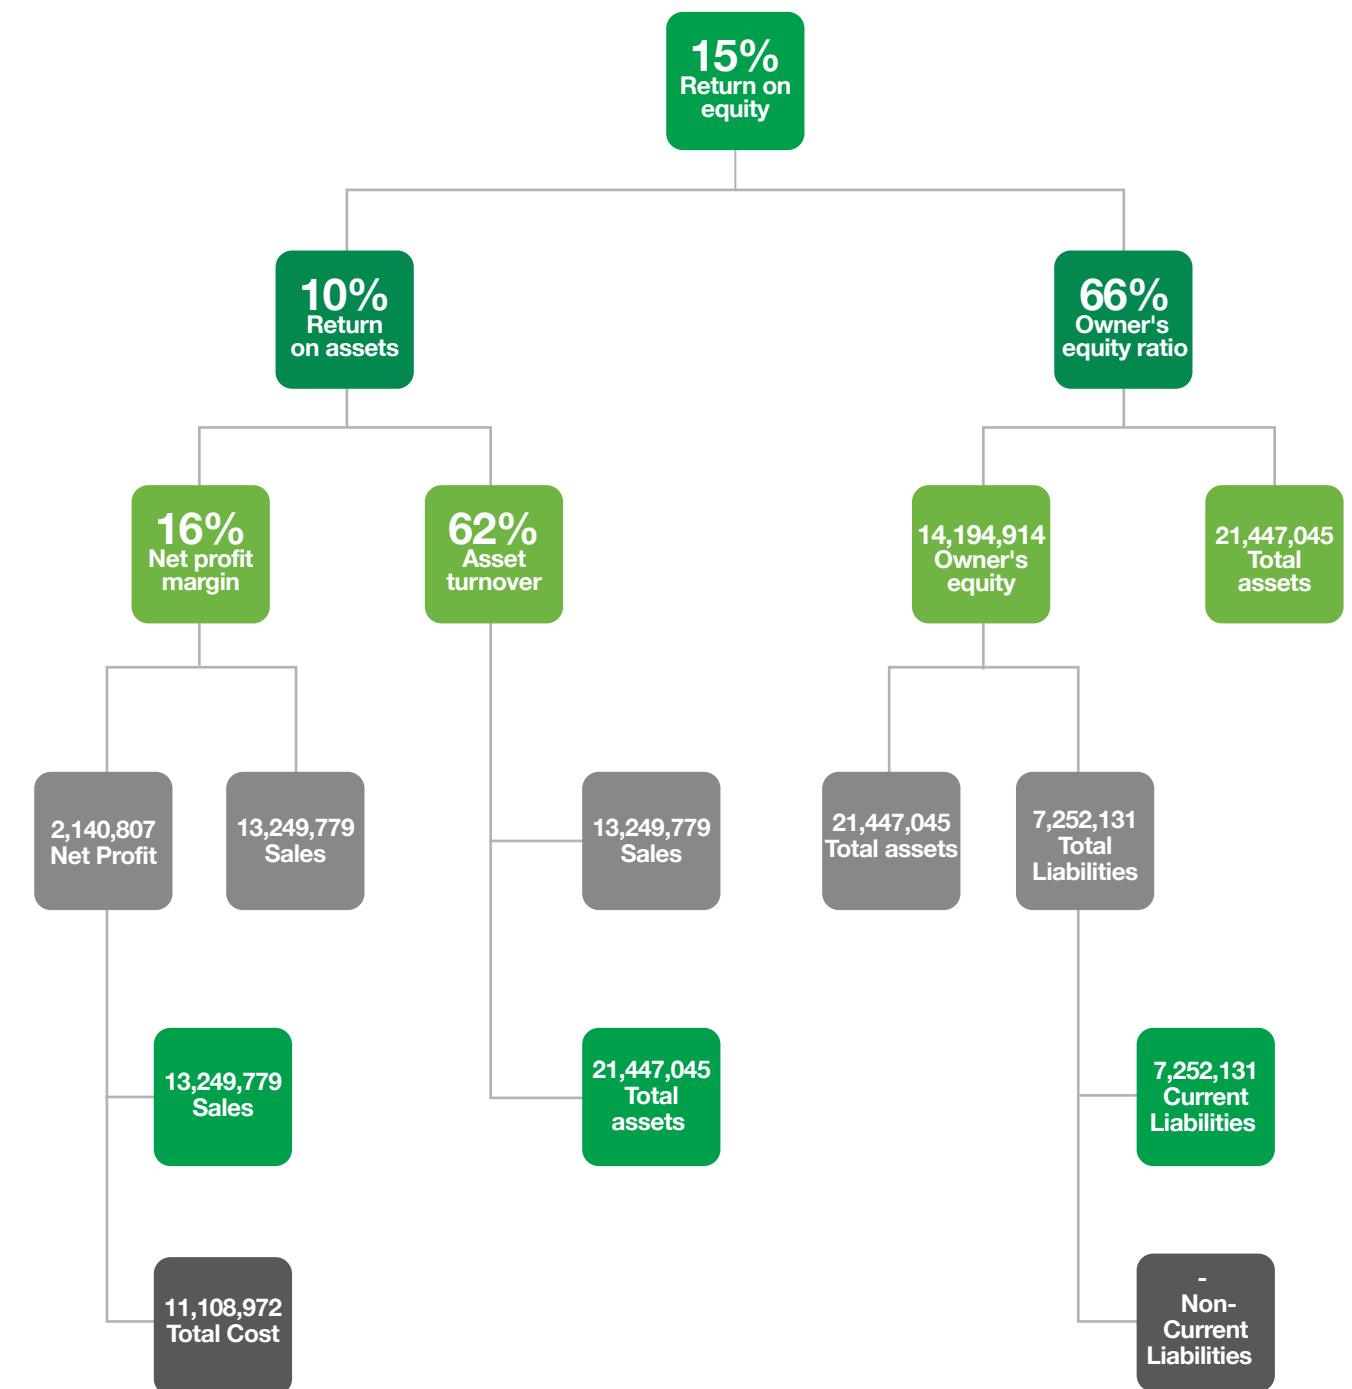 15%
Return on
equity
10%
Return
on assets
66%
Owner's
equity ratio
16%
Net profit
margin
62%
Asset
turnover
14,194,914
Owner's
equity
21,447,045
Total
assets
2,140,807
Net Profit
13,249,779
Sales
13,249,779
Sales
21,447,045
Total assets
7,252,131
Total
Liabilities
13,249,779
Sales
21,447,045
Total
assets
7,252,131
Current
Liabilities
11,108,972
Total Cost
-
Non-
Current
Liabilities